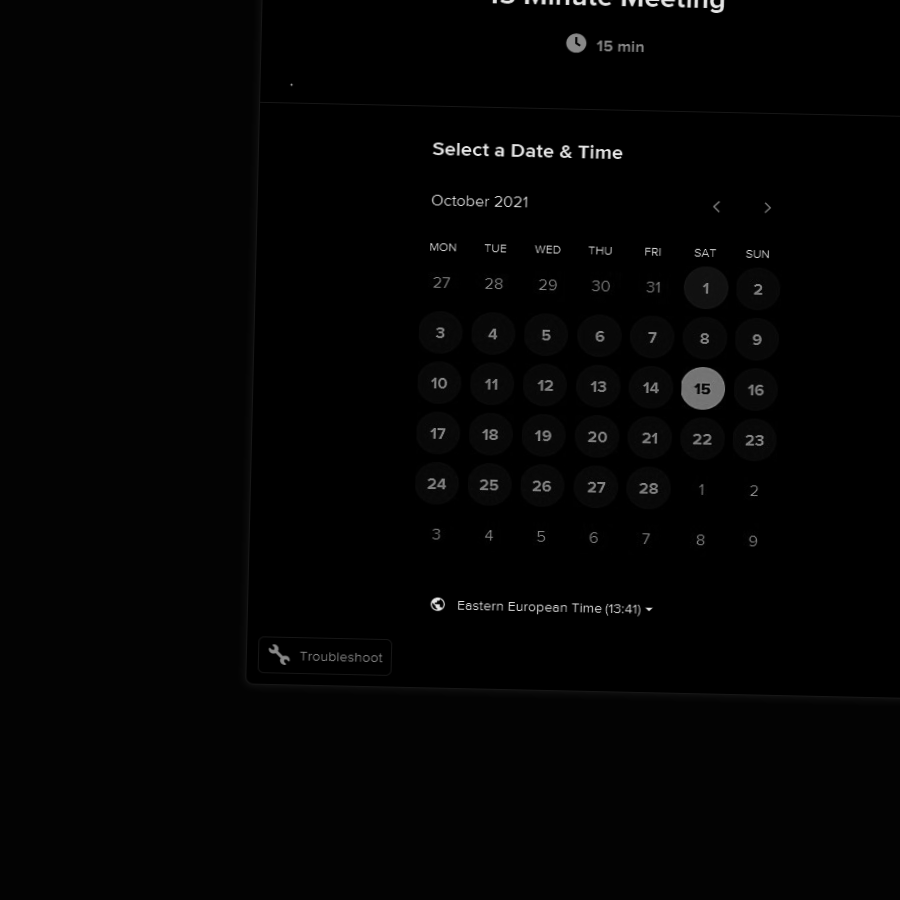 15 Minute Meeting
15 min
Select a Date & Time
October 2021
MON TUE WED THU FRI SAT SUN
27 28 29 30 31 1 2
3 4 5 6 7 8 9
10 11 12 13 14 15 16
17 18 19 20 21 22 23
24 25 26 27 28 1 2
3 4 5 6 7 8 9
Eastern European Time (13:41)
Troubleshoot